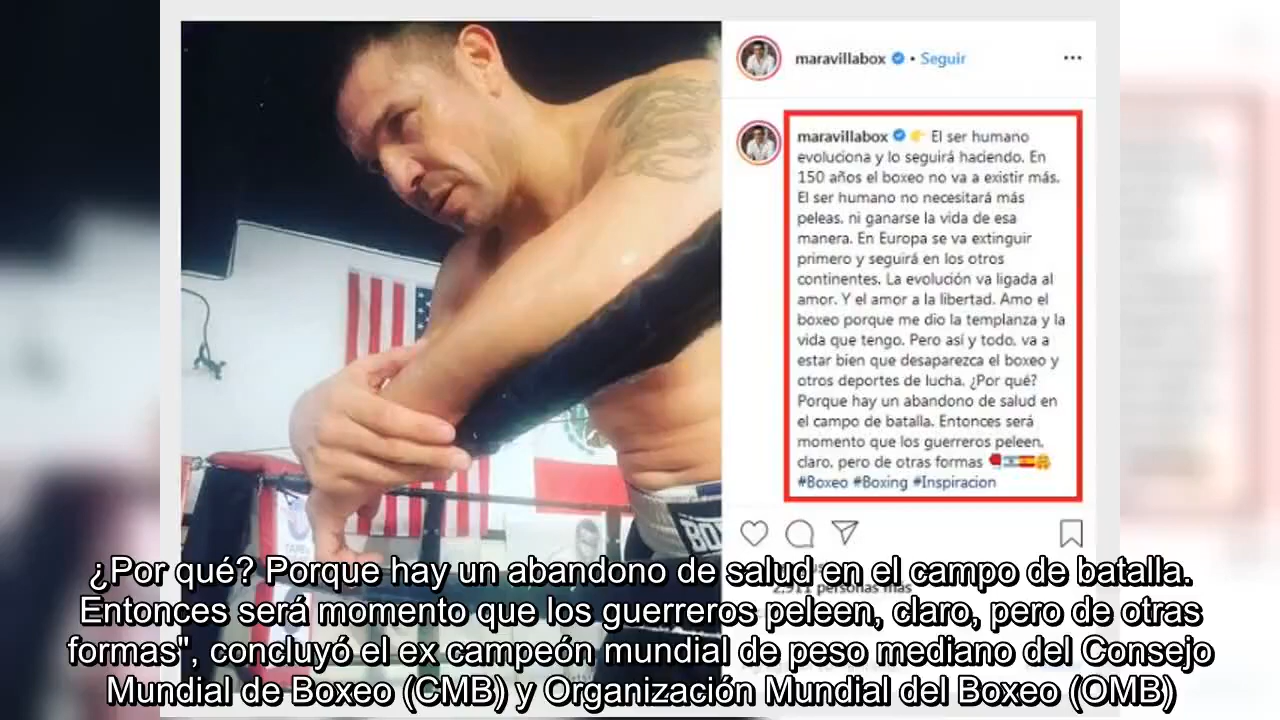 maravillabox • Seguir
maravillabox 👉 El ser humano
evoluciona y lo seguirá haciendo. En
150 años el boxeo no va a existir más.
El ser humano no necesitará más
peleas, ni ganarse la vida de esa
manera. En Europa se va extinguir
primero y seguirá en los otros
continentes. La evolución va ligada al
amor. Y el amor a la libertad. Amo el
boxeo porque me dio la templanza y la
vida que tengo. Pero así y todo, va a
estar bien que desaparezca el boxeo y
otros deportes de lucha. ¿Por qué?
Porque hay un abandono de salud en
el campo de batalla. Entonces será
momento que los guerreros peleen,
claro, pero de otras formas 🥊🇦🇷🇪🇸🤗
#Boxeo #Boxing #Inspiracion
BO
2.911 personas más
¿Por qué? Porque hay un abandono de salud en el campo de batalla.
Entonces será momento que los guerreros peleen, claro, pero de otras
formas", concluyó el ex campeón mundial de peso mediano del Consejo
Mundial de Boxeo (CMB) y Organización Mundial del Boxeo (OMB)